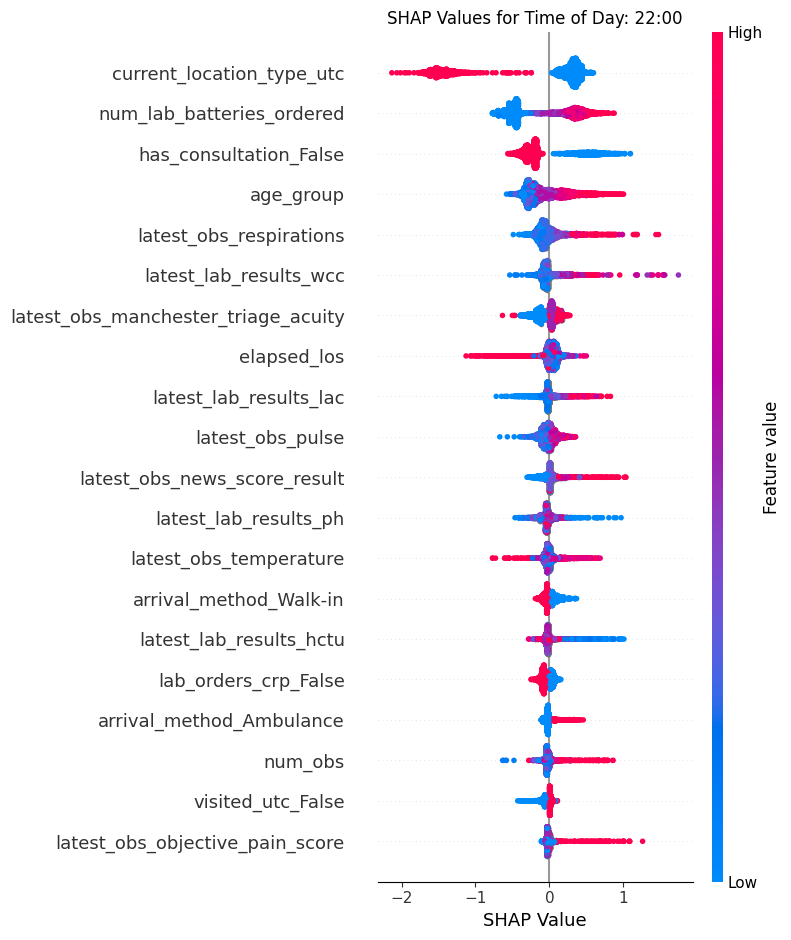 SHAP Values for Time of Day: 22:00
High
current_location_type_utc
num_lab_batteries_ordered
has_consultation_False
age_group
latest_obs_respirations
latest_lab_results_wcc
latest_obs_manchester_triage_acuity
elapsed_los
latest_lab_results_lac
latest_obs_pulse
latest_obs_news_score_result
latest_lab_results_ph
latest_obs_temperature
arrival_method_Walk-in
latest_lab_results_hctu
lab_orders_crp_False
arrival_method_Ambulance
num_obs
visited_utc_False
latest_obs_objective_pain_score
Feature value
Low
−2 −1 0 1
SHAP Value